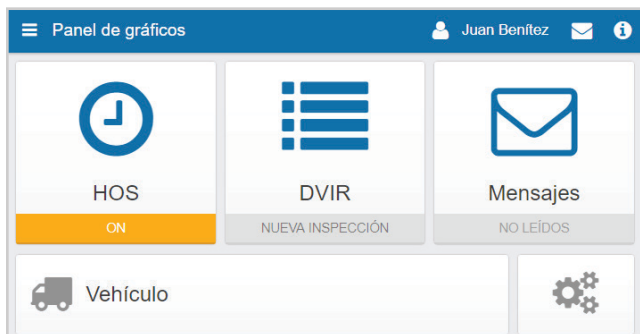 Panel de gráficos
Juan Benítez
HOS
DVIR
Mensajes
ON
NUEVA INSPECCIÓN
NO LEÍDOS
Vehículo